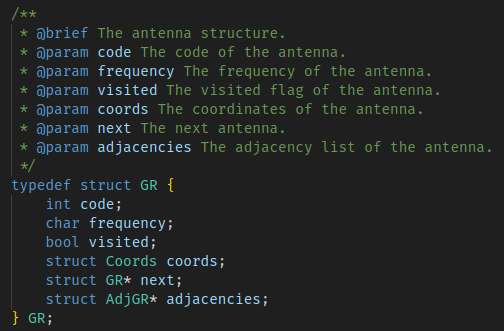 /**
 * @brief The antenna structure.
 * @param code The code of the antenna.
 * @param frequency The frequency of the antenna.
 * @param visited The visited flag of the antenna.
 * @param coords The coordinates of the antenna.
 * @param next The next antenna.
 * @param adjacencies The adjacency list of the antenna.
 */
typedef struct GR {
    int code;
    char frequency;
    bool visited;
    struct Coords coords;
    struct GR* next;
    struct AdjGR* adjacencies;
} GR;